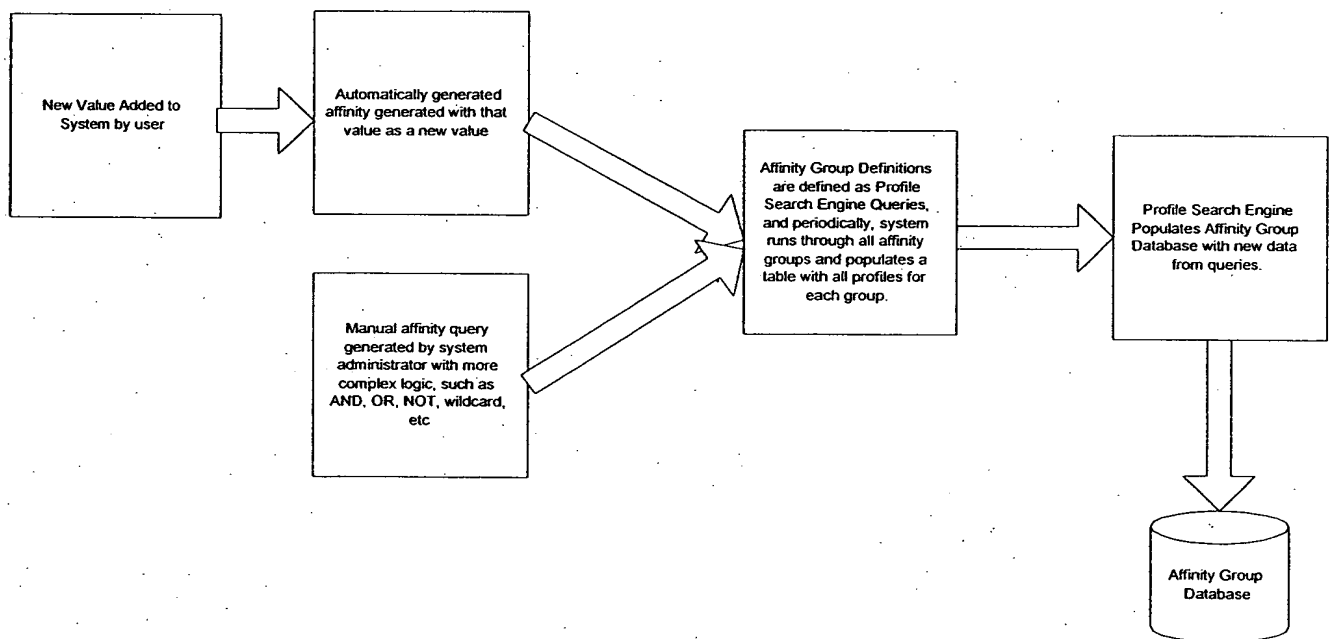 New Value Added to
System by user
Automatically generated
affinity generated with that
value as a new value
Manual affinity query
generated by system
administrator with more
complex logic, such as
AND, OR, NOT, wildcard,
etc
Affinity Group Definitions
are defined as Profile
Search Engine Queries,
and periodically, system
runs through all affinity
groups and populates a
table with all profiles for
each group.
Profile Search Engine
Populates Affinity Group
Database with new data
from queries.
Affinity Group
Database